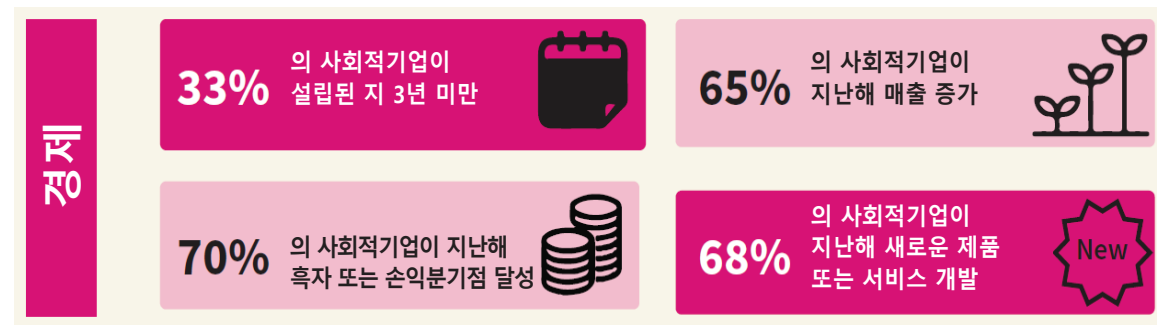 경제
33%
의 사회적기업이
설립된 지 3년 미만
65%
의 사회적기업이
지난해 매출 증가
70%
의 사회적기업이 지난해
흑자 또는 손익분기점 달성
68%
의 사회적기업이
지난해 새로운 제품
또는 서비스 개발
New